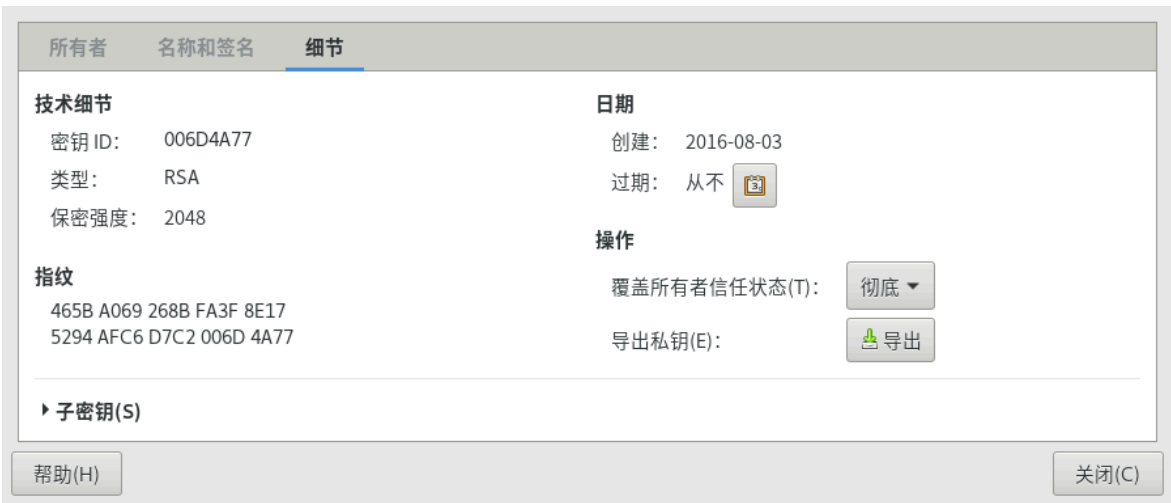 所有者 名称和签名 细节
技术细节
密钥 ID： 006D4A77
类型： RSA
保密强度： 2048
指纹
465B A069 268B FA3F 8E17
5294 AFC6 D7C2 006D 4A77
日期
创建： 2016-08-03
过期： 从不
操作
覆盖所有者信任状态(T)： 彻底
导出私钥(E)： 导出
子密钥(S)
帮助(H) 关闭(C)